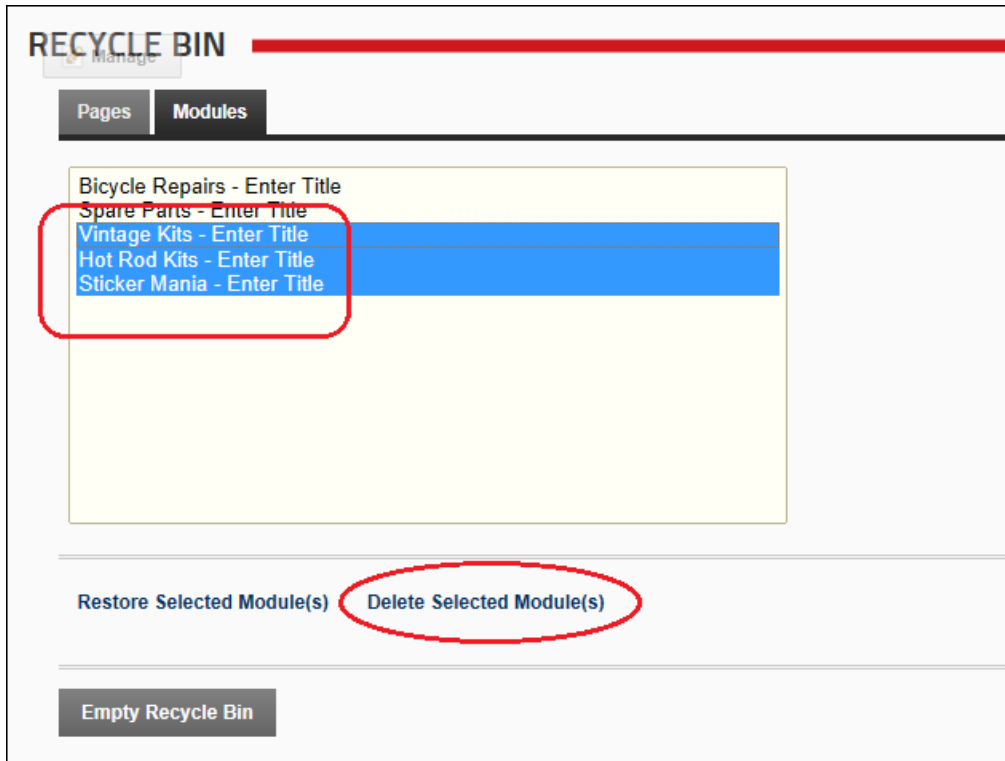 RECYCLE BIN
Manage
Pages Modules
Bicycle Repairs - Enter Title
Spare Parts - Enter Title
Vintage Kits - Enter Title
Hot Rod Kits - Enter Title
Sticker Mania - Enter Title
Restore Selected Module(s) Delete Selected Module(s)
Empty Recycle Bin